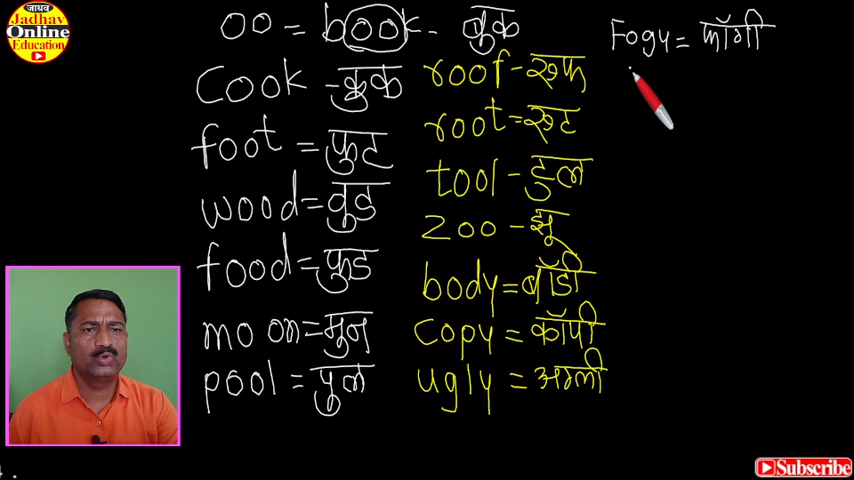 जाधव
Jadhav
Online
Education
oo = book - बुक
cook - कुक
foot = फुट
wood = वुड
food = फुड
moon = मुन
pool = पुल
roof - रुफ
root = रुट
tool - टुल
zoo - झू
body = बॉडी
copy = कॉपी
ugly = अग्ली
Fogy = फॉगी
Subscribe